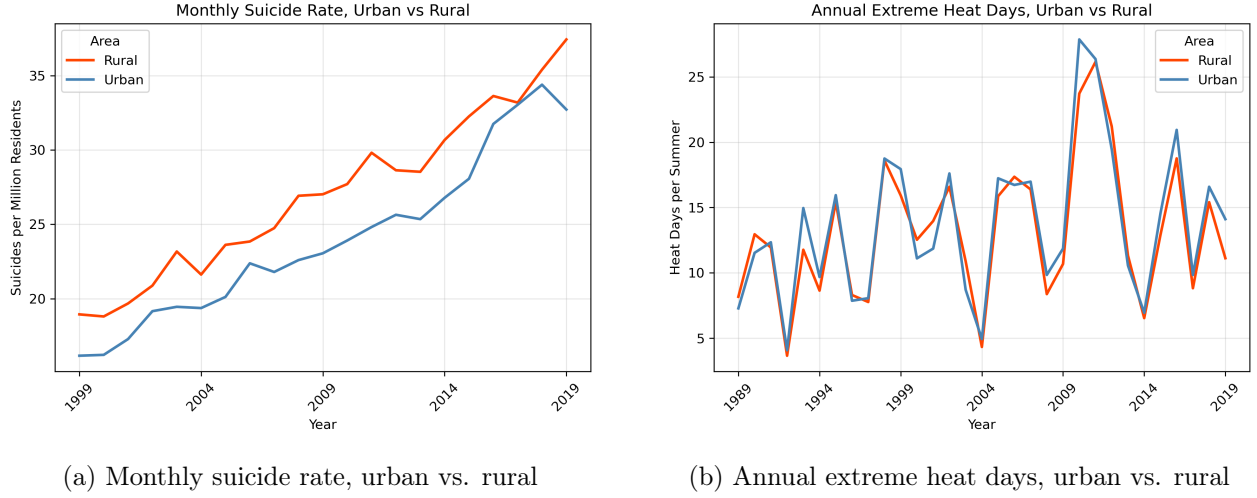 Monthly Suicide Rate, Urban vs Rural
Area
Rural
Urban
35
30
25
20
Suicides per Million Residents
1999
2004
2009
2014
2019
Year
(a) Monthly suicide rate, urban vs. rural
Annual Extreme Heat Days, Urban vs Rural
Area
Rural
Urban
25
20
15
10
5
Heat Days per Summer
1989
1994
1999
2004
2009
2014
2019
Year
(b) Annual extreme heat days, urban vs. rural